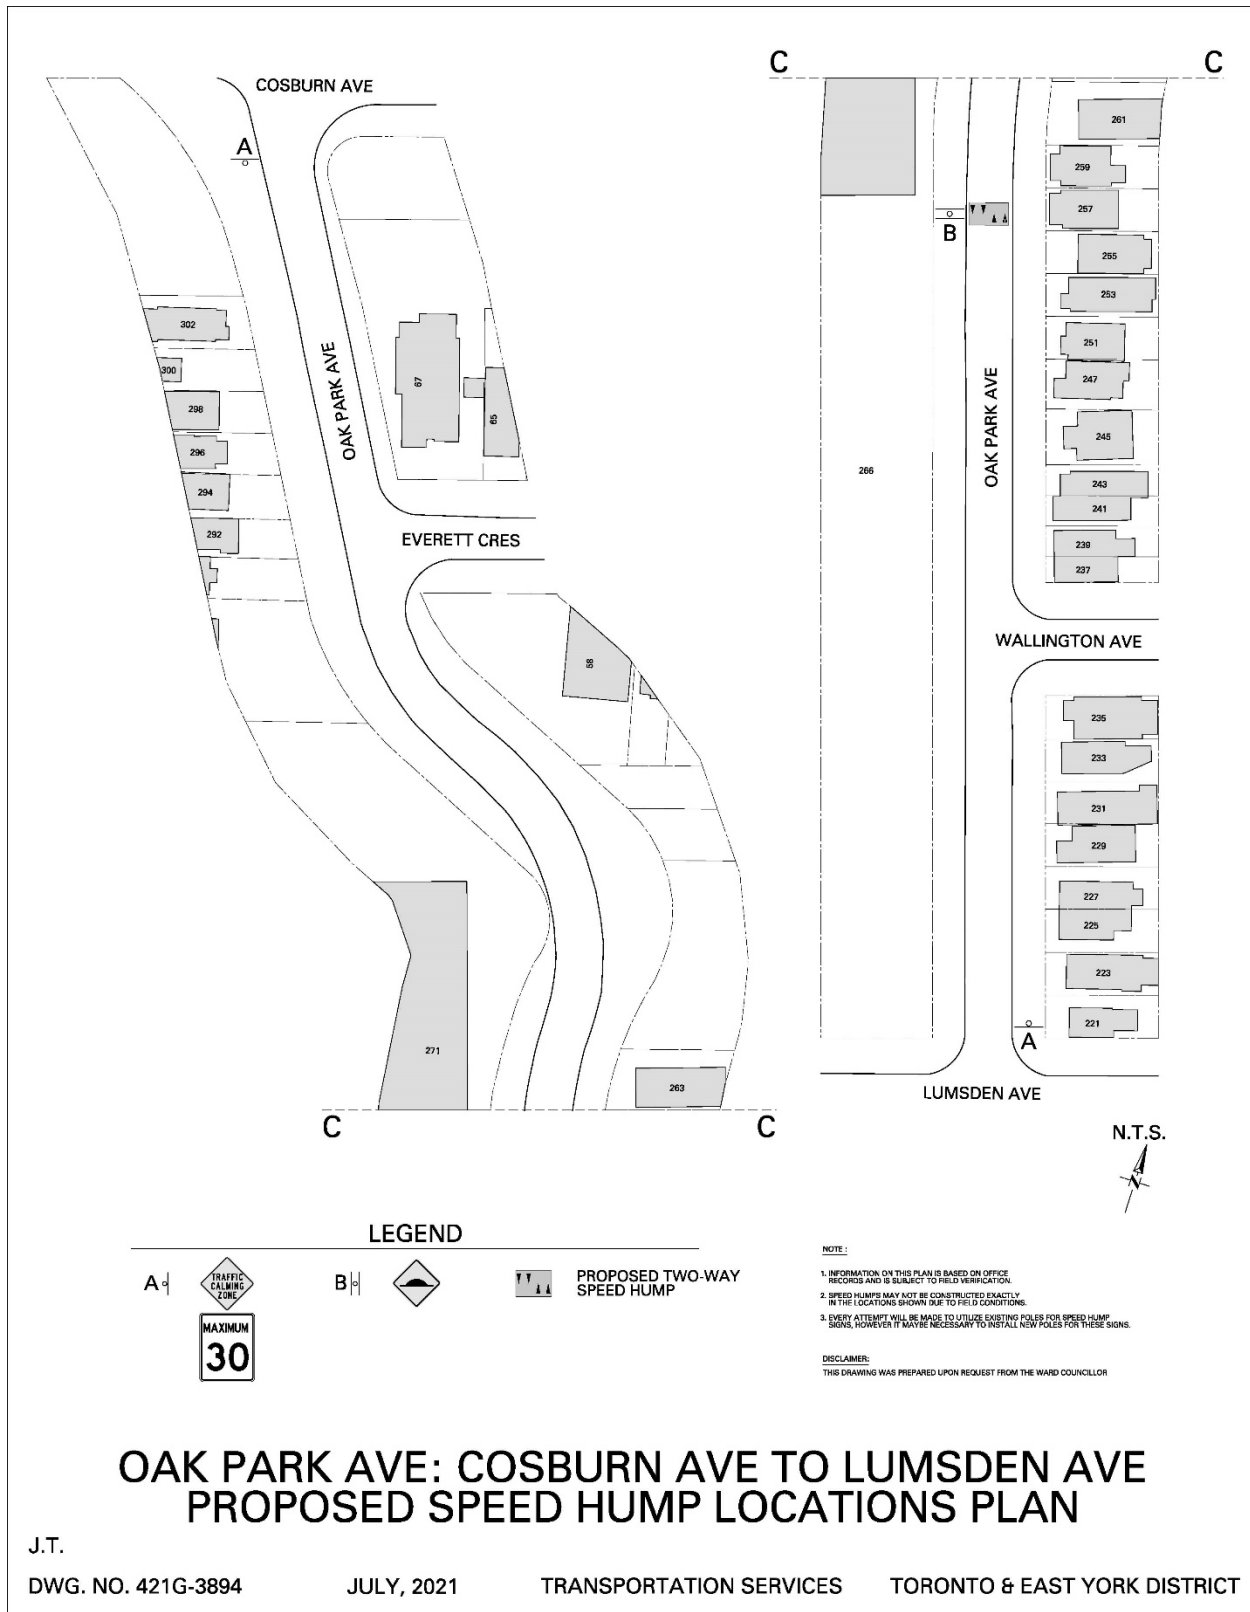 COSBURN AVE
A
302
300
298
296
294
292
OAK PARK AVE
67
65
EVERETT CRES
58
271
263
C
C
C
C
261
259
257
B
255
253
251
247
OAK PARK AVE
245
266
243
241
239
237
WALLINGTON AVE
235
233
231
229
227
225
223
221
A
LUMSDEN AVE
N.T.S.
N
LEGEND
A
TRAFFIC
CALMING
ZONE
MAXIMUM
30
B
PROPOSED TWO-WAY
SPEED HUMP
NOTE :
1. INFORMATION ON THIS PLAN IS BASED ON OFFICE
RECORDS AND IS SUBJECT TO FIELD VERIFICATION.
2. SPEED HUMPS MAY NOT BE CONSTRUCTED EXACTLY
IN THE LOCATIONS SHOWN DUE TO FIELD CONDITIONS.
3. EVERY ATTEMPT WILL BE MADE TO UTILIZE EXISTING POLES FOR SPEED HUMP
SIGNS, HOWEVER IT MAYBE NECESSARY TO INSTALL NEW POLES FOR THESE SIGNS.
DISCLAIMER:
THIS DRAWING WAS PREPARED UPON REQUEST FROM THE WARD COUNCILLOR
OAK PARK AVE: COSBURN AVE TO LUMSDEN AVE
PROPOSED SPEED HUMP LOCATIONS PLAN
J.T.
DWG. NO. 421G-3894 JULY, 2021 TRANSPORTATION SERVICES TORONTO & EAST YORK DISTRICT